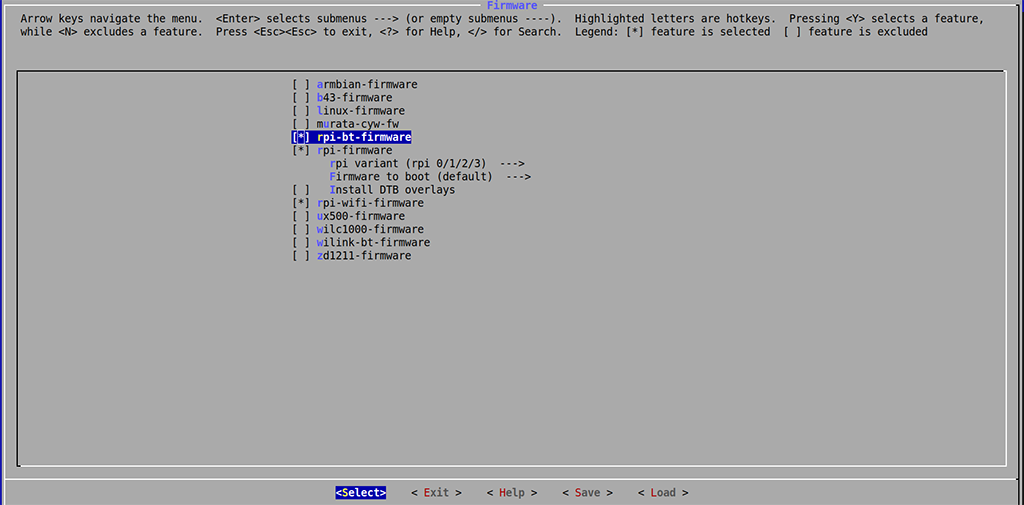 Firmware
Arrow keys navigate the menu.  <Enter> selects submenus ---> (or empty submenus ----).  Highlighted letters are hotkeys.  Pressing <Y> selects a feature,
while <N> excludes a feature.  Press <Esc><Esc> to exit, <?> for Help, </> for Search.  Legend: [*] feature is selected  [ ] feature is excluded
[ ] armbian-firmware
[ ] b43-firmware
[ ] linux-firmware
[ ] murata-cyw-fw
[*] rpi-bt-firmware
[*] rpi-firmware
rpi variant (rpi 0/1/2/3)  --->
Firmware to boot (default)  --->
[ ]   Install DTB overlays
[*] rpi-wifi-firmware
[ ] ux500-firmware
[ ] wilc1000-firmware
[ ] wilink-bt-firmware
[ ] zd1211-firmware
<Select>    < Exit >    < Help >    < Save >    < Load >